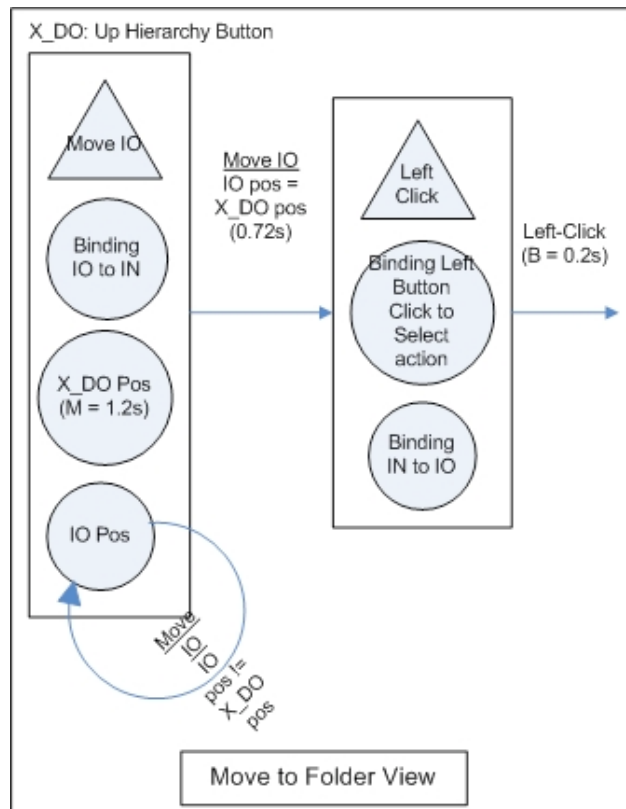 X_DO: Up Hierarchy Button
Move IO
Binding
IO to IN
X_DO Pos
(M = 1.2s)
IO Pos
Move
IO
IO
pos !=
X_DO
pos
Move IO
IO pos =
X_DO pos
(0.72s)
Left
Click
Binding Left
Button
Click to
Select
action
Binding
IN to IO
Left-Click
(B = 0.2s)
Move to Folder View